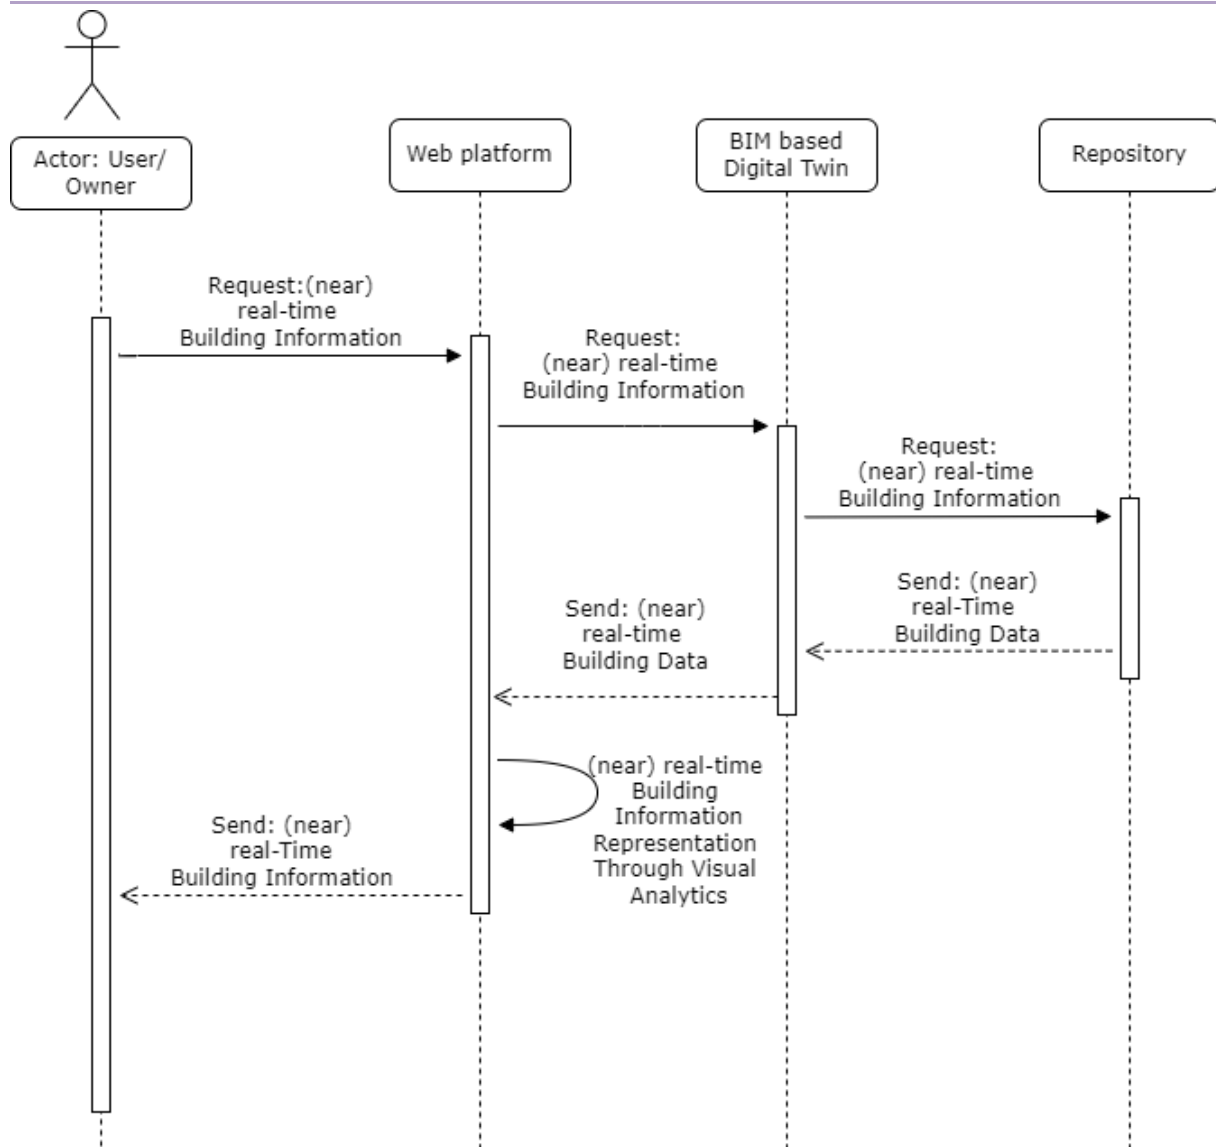 Actor: User/
Owner
Web platform
BIM based
Digital Twin
Repository
Request:(near)
real-time
Building Information
Request:
(near) real-time
Building Information
Request:
(near) real-time
Building Information
Send: (near)
real-Time
Building Data
Send: (near)
real-time
Building Data
(near) real-time
Building
Information
Representation
Through Visual
Analytics
Send: (near)
real-Time
Building Information